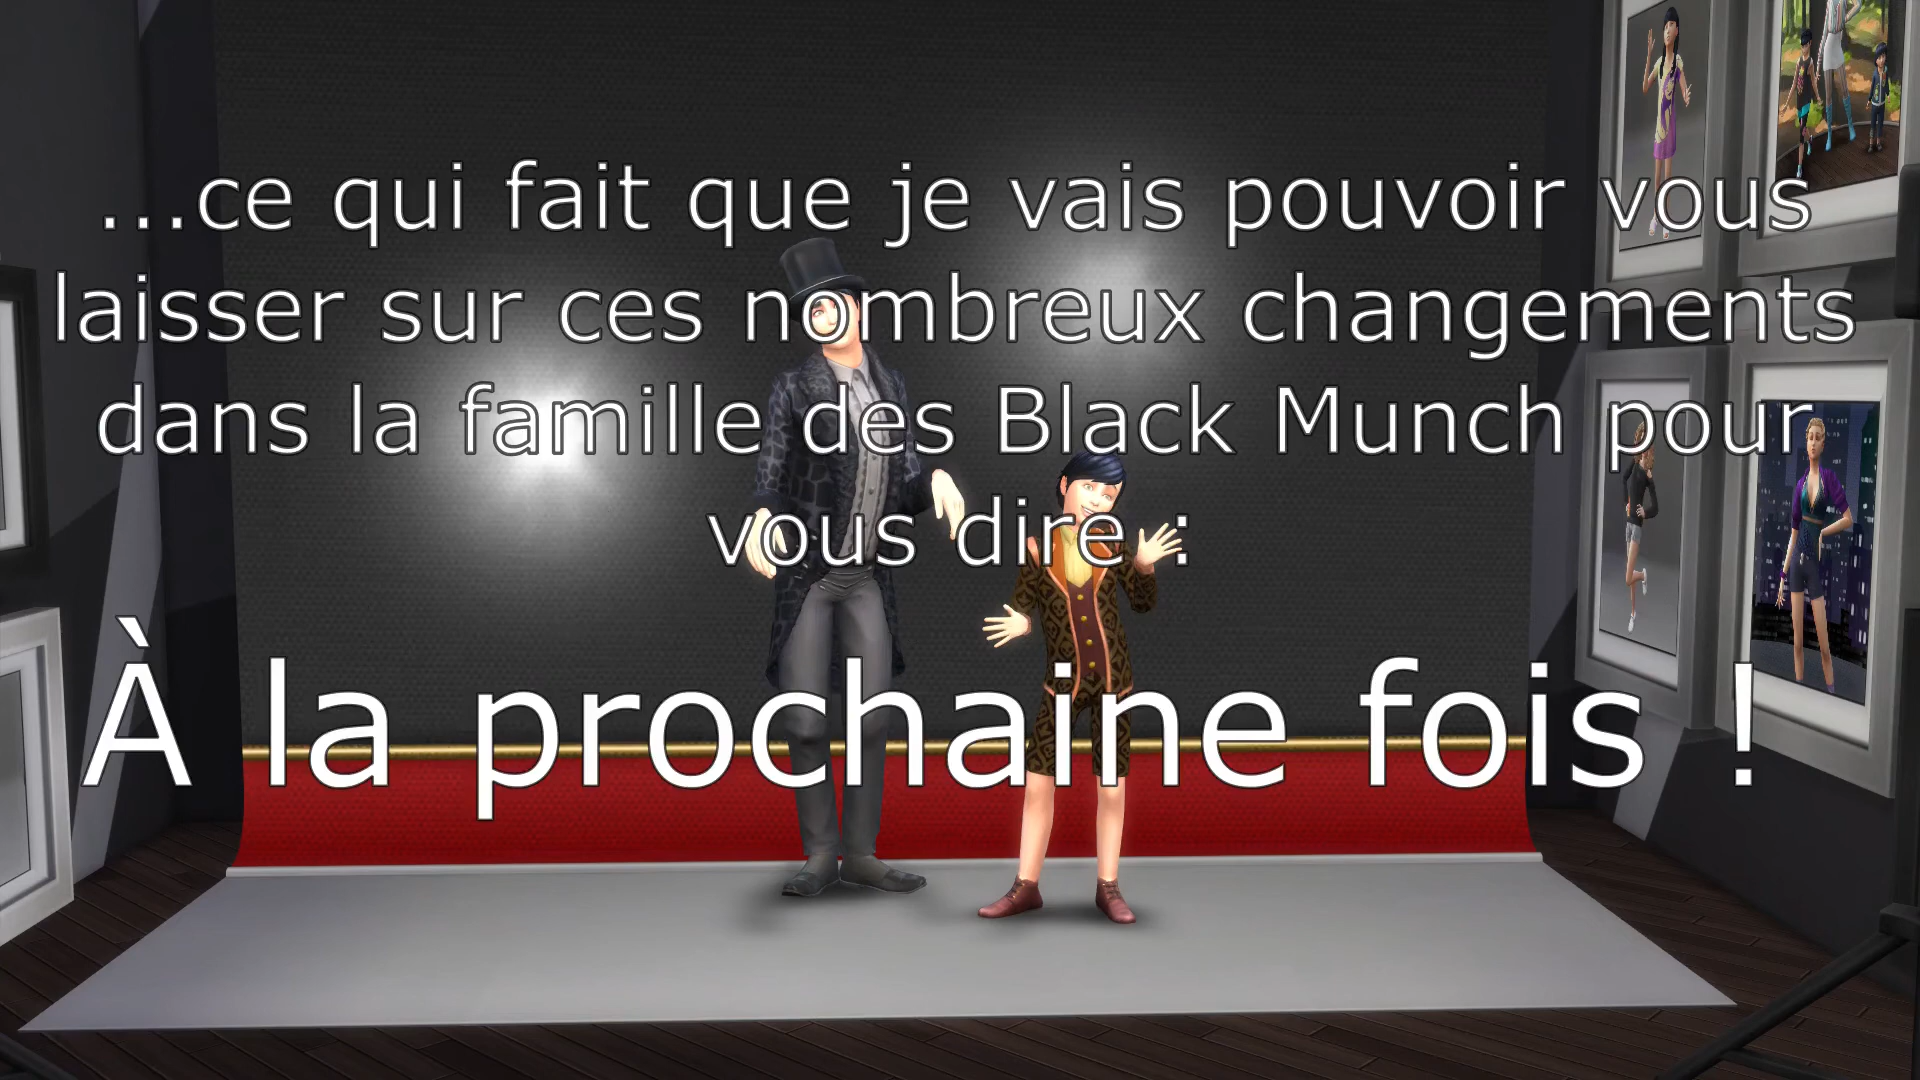 ...ce qui fait que je vais pouvoir vous
laisser sur ces nombreux changements
dans la famille des Black Munch pour
vous dire :
À la prochaine fois !